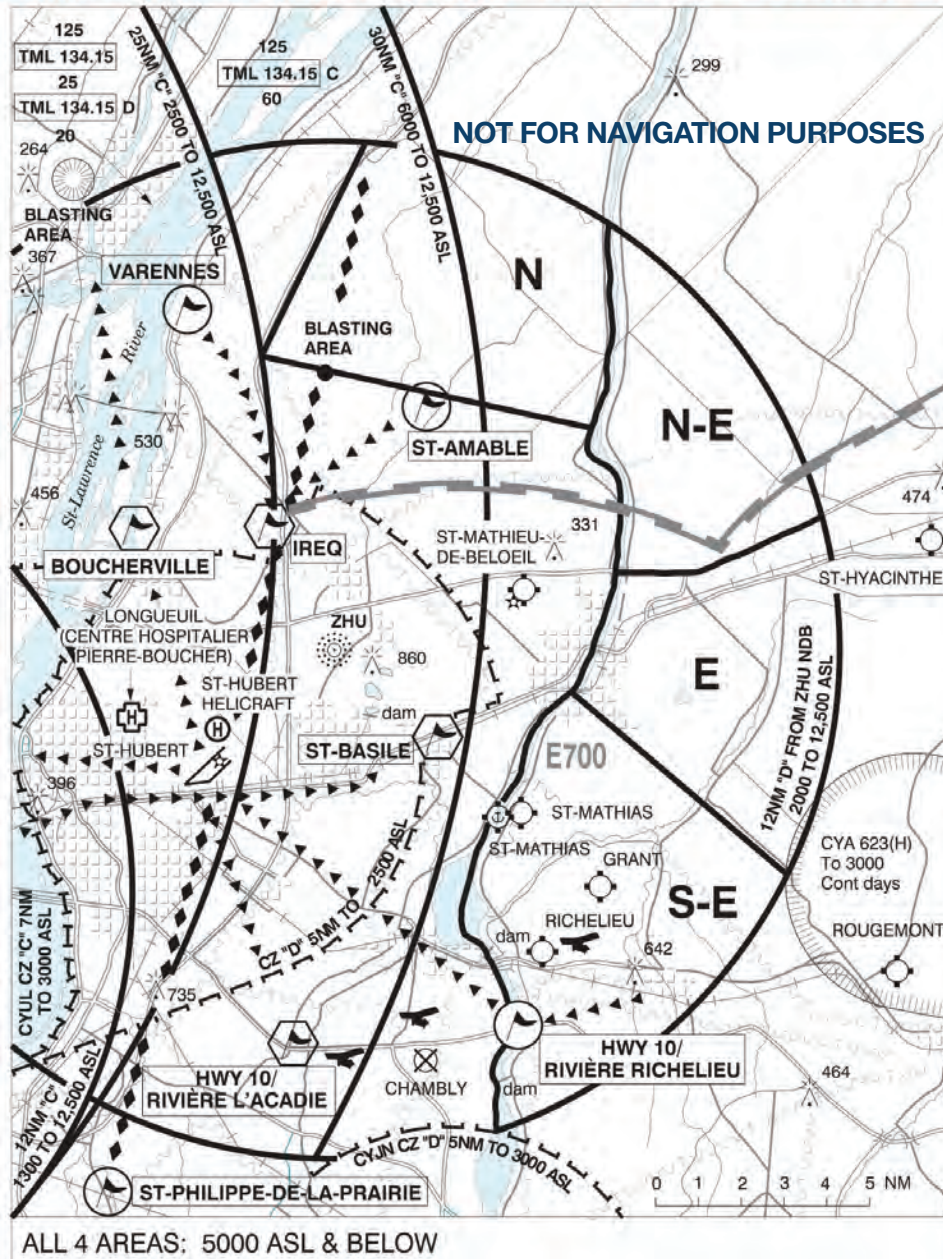 125
TML 134.15
25
TML 134.15 D
20
25NM "C" 2500 TO 12,500 ASL
125
TML 134.15 C
60
30NM "C" 6000 TO 12,500 ASL
299
NOT FOR NAVIGATION PURPOSES
264
BLASTING
AREA
367
VARENNES
N
BLASTING
AREA
River
St-Lawrence
530
ST-AMABLE
N-E
456
474
331
ST-MATHIEU-
DE-BELOEIL
IREQ
BOUCHERVILLE
ST-HYACINTHE
LONGUEUIL
(CENTRE HOSPITALIER
PIERRE-BOUCHER)
ZHU
860
ST-HUBERT
HELICRAFT
H
H
dam
E
ST-HUBERT
ST-BASILE
E700
12NM "D" FROM ZHU NDB
2000 TO 12,500 ASL
396
ST-MATHIAS
ST-MATHIAS
GRANT
CYA 623(H)
To 3000
Cont days
S-E
RICHELIEU
dam
ROUGEMONT
642
CYUL CZ "C" 7NM
TO 3000 ASL
CZ "D" 5NM TO 2500 ASL
735
HWY 10/
RIVIÈRE RICHELIEU
HWY 10/
RIVIÈRE L'ACADIE
CHAMBLY
dam
464
12NM "C"
1300 TO 12,500 ASL
CYJN CZ "D" 5NM TO 3000 ASL
ST-PHILIPPE-DE-LA-PRAIRIE
0 1 2 3 4 5 NM
ALL 4 AREAS: 5000 ASL & BELOW